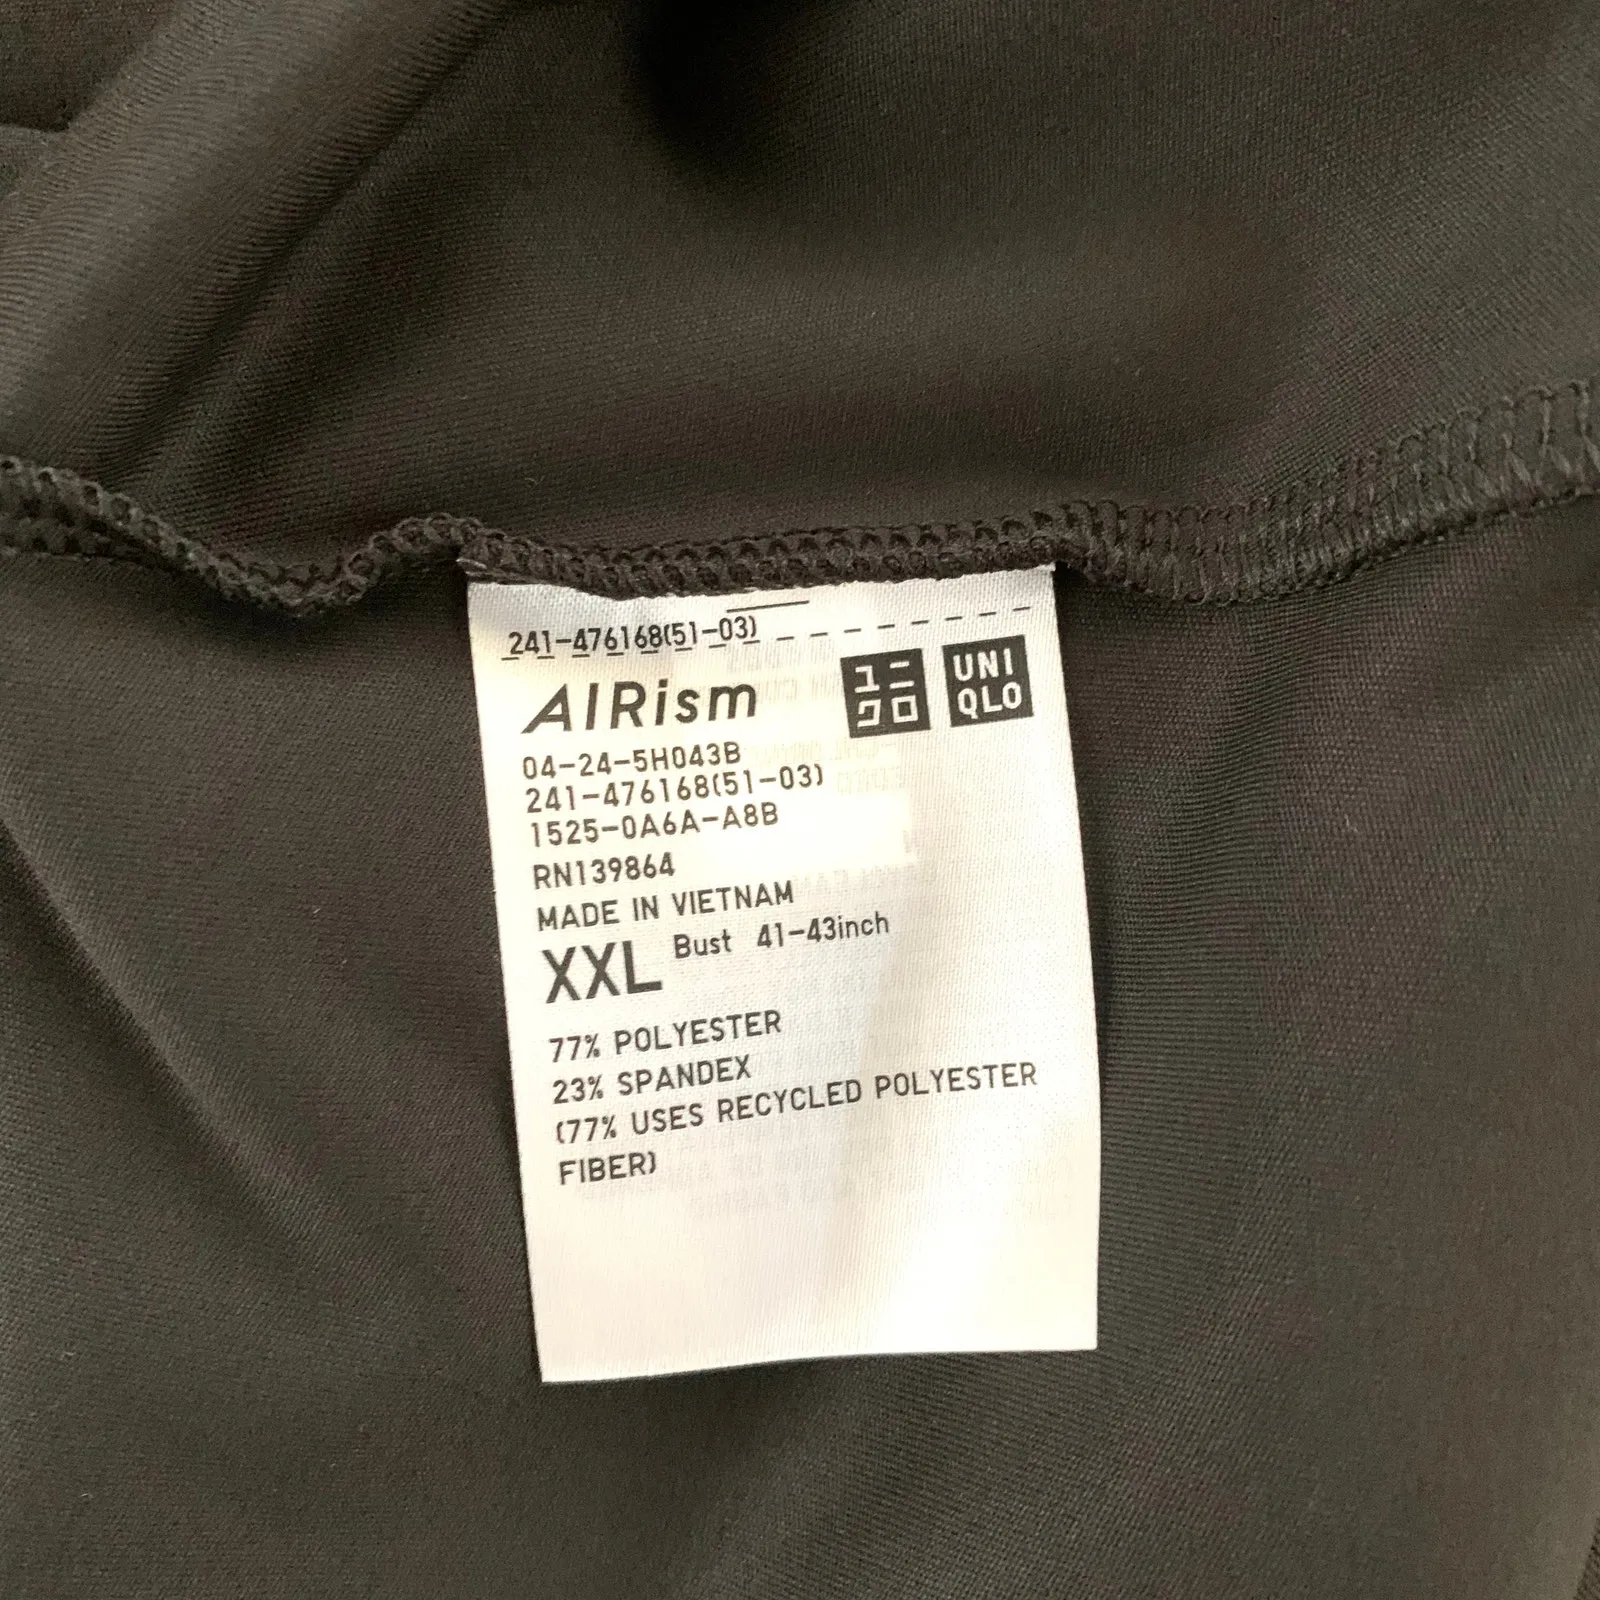 241-476168(51-03)
AIRism
ユニ
クロ
UNI
QLO
04-24-5H043B
241-476168(51-03)
1525-0A6A-A8B
RN139864
MADE IN VIETNAM
XXL Bust 41-43inch
77% POLYESTER
23% SPANDEX
(77% USES RECYCLED POLYESTER
FIBER)